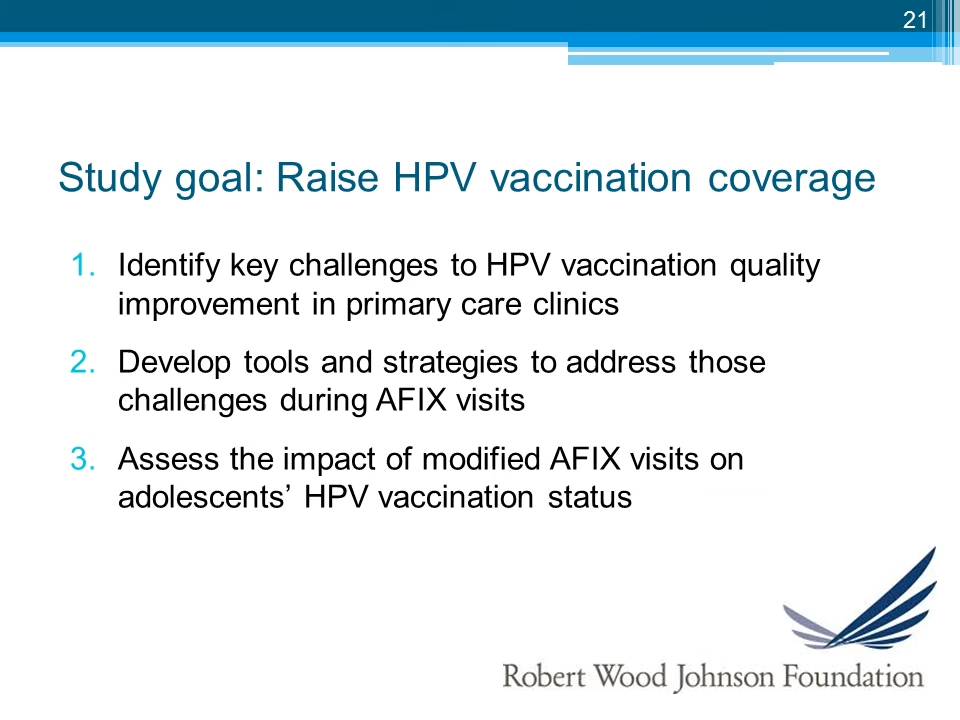 21
Study goal: Raise HPV vaccination coverage
1. Identify key challenges to HPV vaccination quality
improvement in primary care clinics
2. Develop tools and strategies to address those
challenges during AFIX visits
3. Assess the impact of modified AFIX visits on
adolescents’ HPV vaccination status
Robert Wood Johnson Foundation